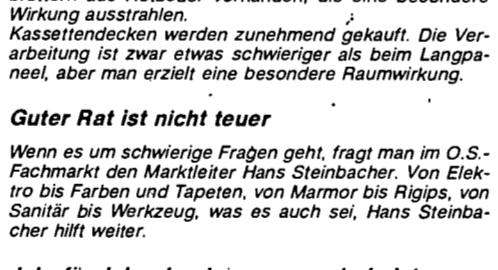 Wirkung ausstrahlen.
Kassettendecken werden zunehmend gekauft. Die Ver-
arbeitung ist zwar etwas schwieriger als beim Langpa-
neel, aber man erzielt eine besondere Raumwirkung.
Guter Rat ist nicht teuer
Wenn es um schwierige Fragen geht, fragt man im O.S.-
Fachmarkt den Marktleiter Hans Steinbacher. Von Elek-
tro bis Farben und Tapeten, von Marmor bis Rigips, von
Sanitär bis Werkzeug, was es auch sei, Hans Steinba-
cher hilft weiter.